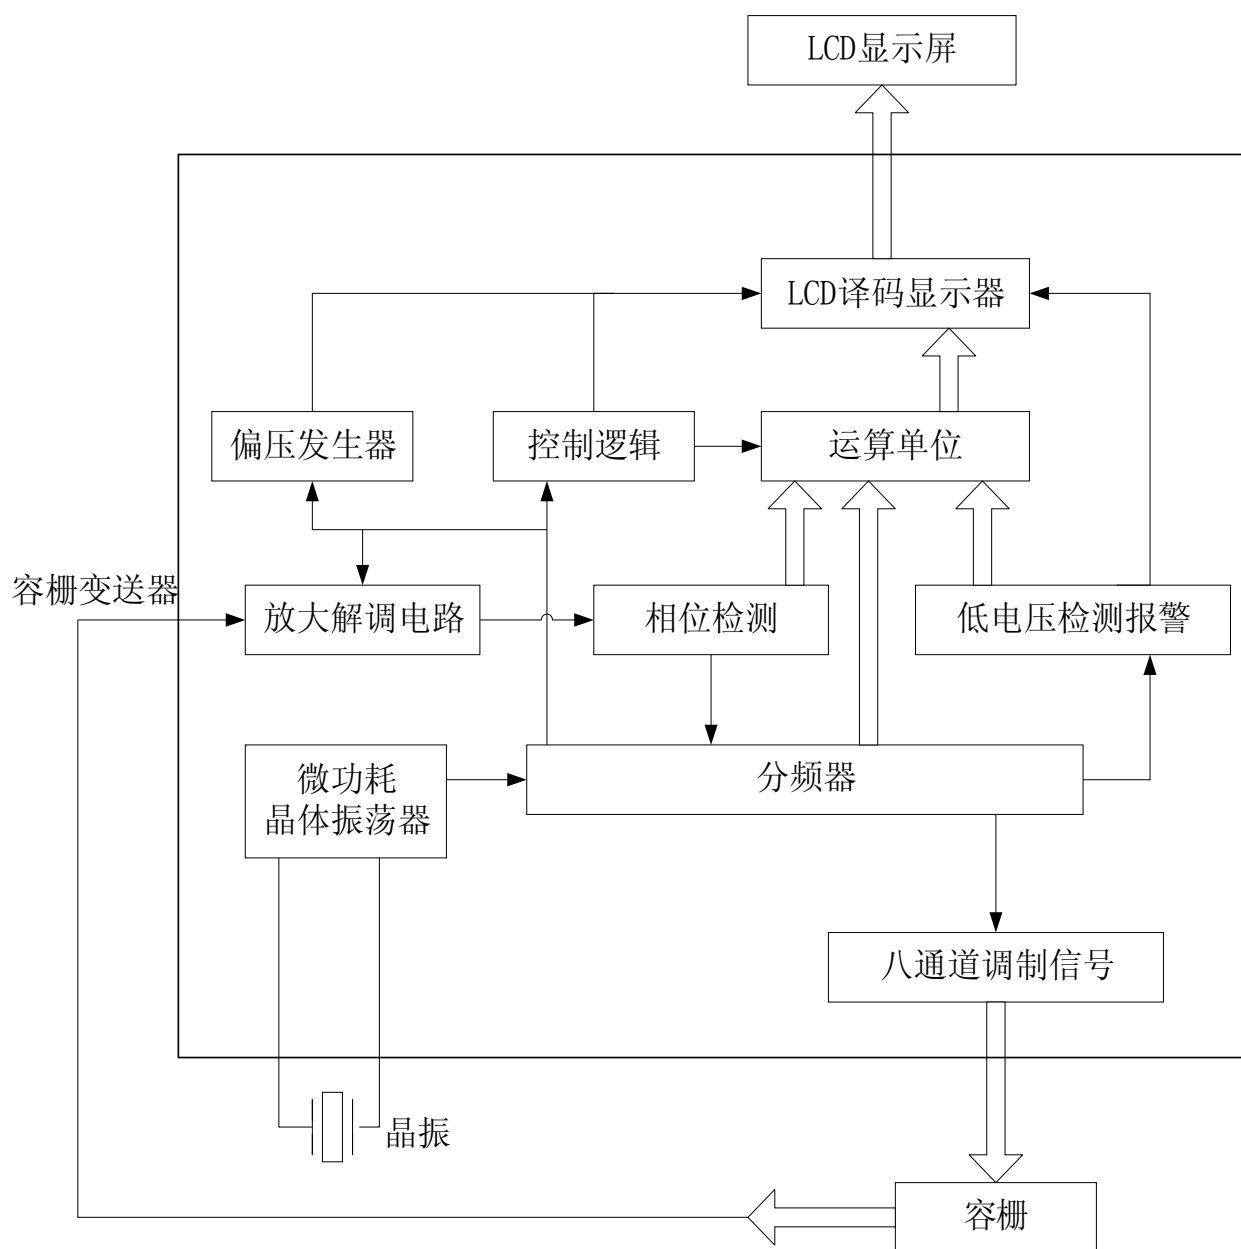 LCD显示屏
LCD译码显示器
偏压发生器
控制逻辑
运算单位
容栅变送器
放大解调电路
相位检测
低电压检测报警
微功耗
晶体振荡器
分频器
八通道调制信号
晶振
容栅